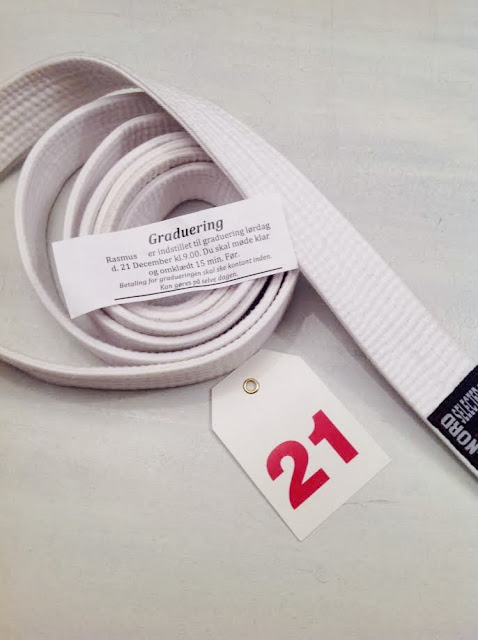 Graduering
Rasmus er indstillet til graduering lørdag
d. 21 December kl.9.00. Du skal møde klar
og omklædt 15 min. Før.
Betaling for gradueringen skal ske kontant inden.
Kan gøres på selve dagen.
21
NORD